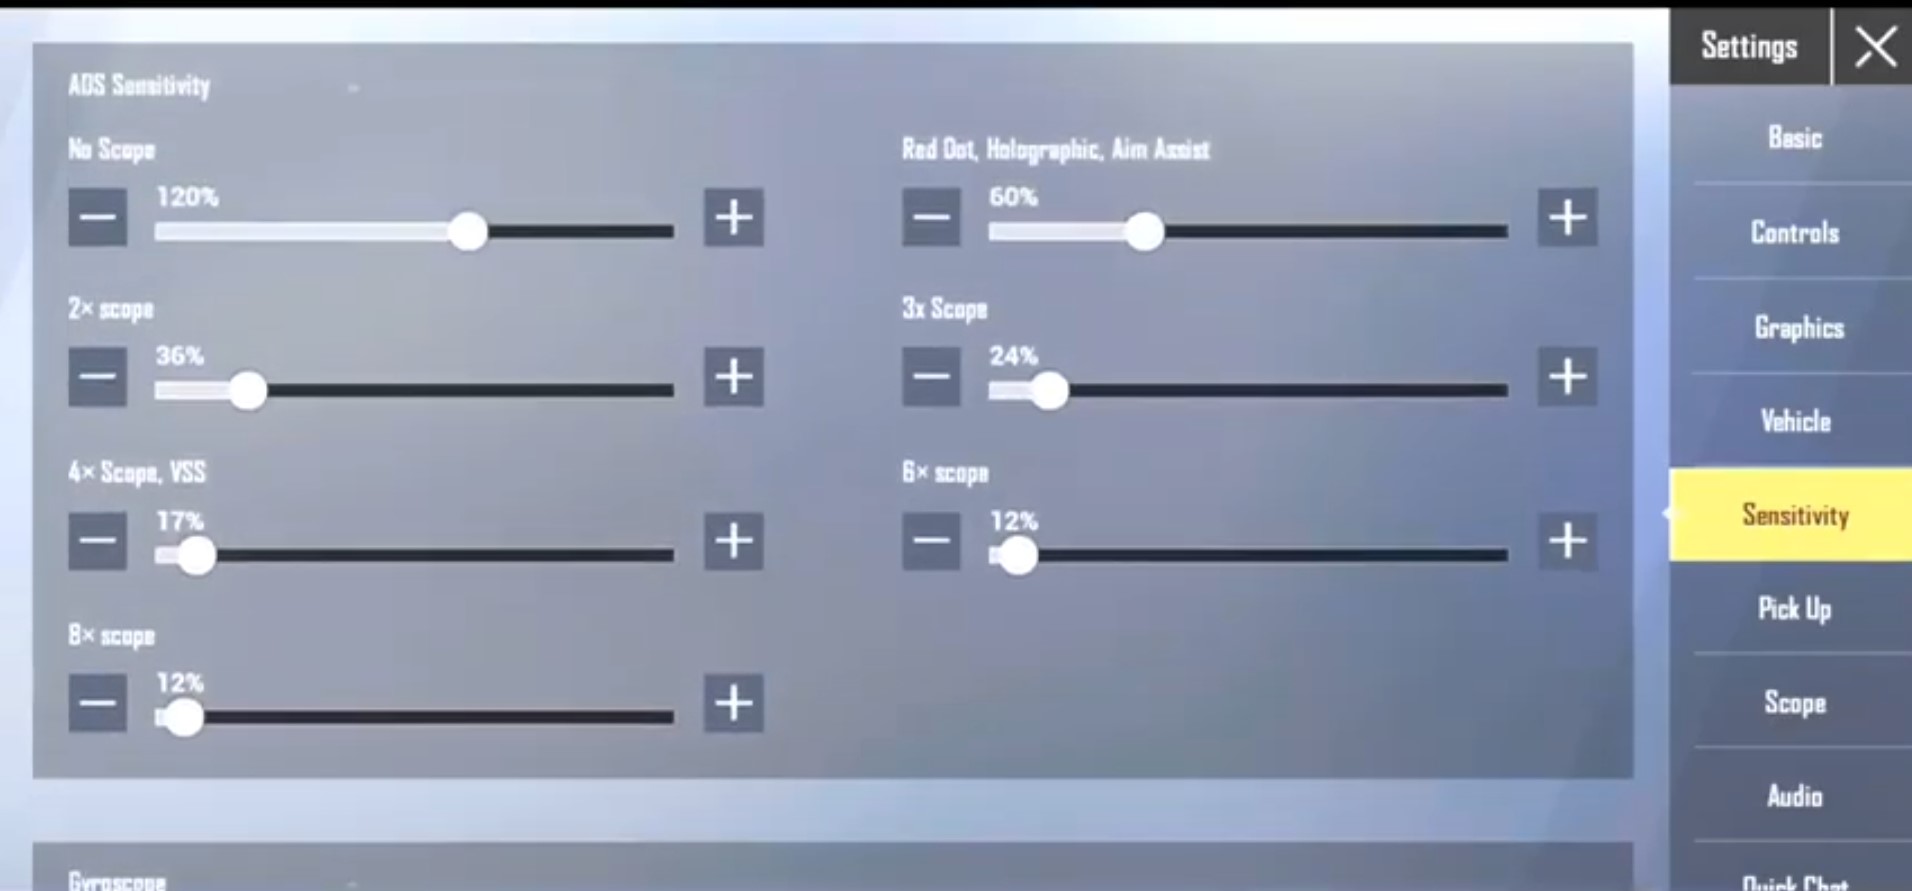 ADS Sensitivity
No Scope
120%
Red Dot, Holographic, Aim Assist
60%
2× scope
36%
3x Scope
24%
4× Scope, VSS
17%
6× scope
12%
8× scope
12%
Gyroscope
Settings
Basic
Controls
Graphics
Vehicle
Sensitivity
Pick Up
Scope
Audio
Quick Chat